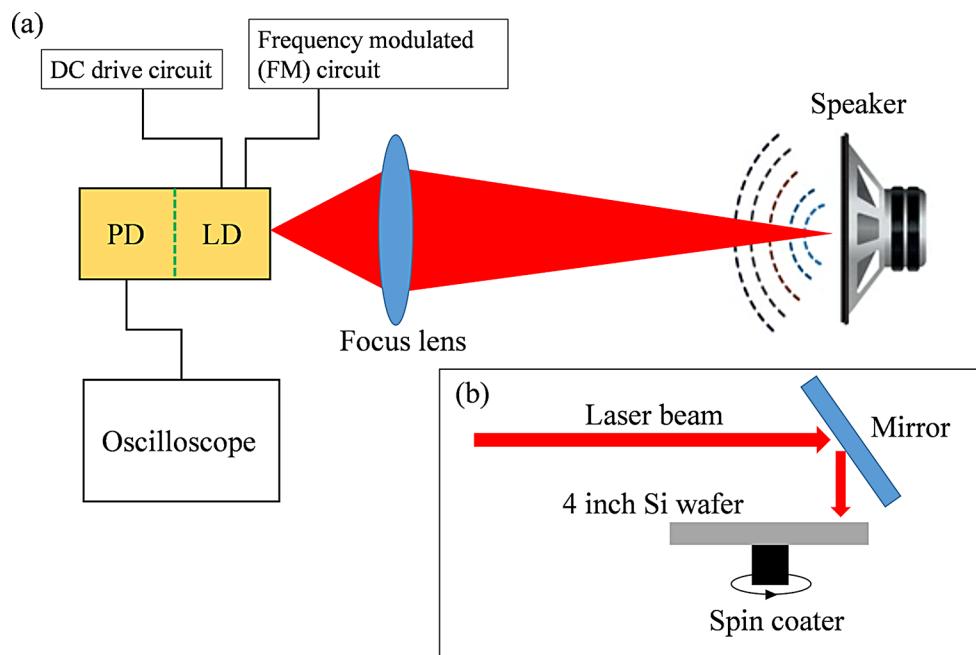 (a)
DC drive circuit
Frequency modulated
(FM) circuit
Speaker
PD
LD
Focus lens
Oscilloscope
(b)
Laser beam
Mirror
4 inch Si wafer
Spin coater